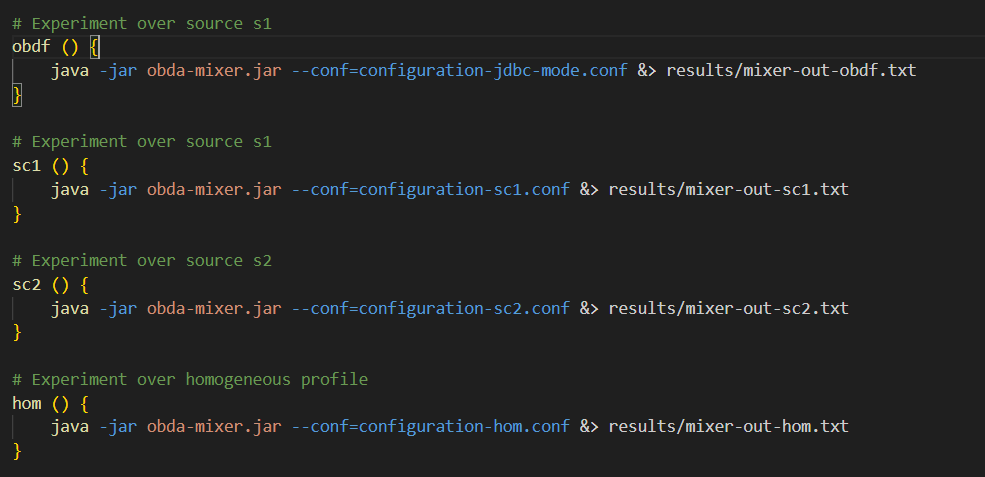 # Experiment over source s1
obdf () {
    java -jar obda-mixer.jar --conf=configuration-jdbc-mode.conf &> results/mixer-out-obdf.txt
}

# Experiment over source s1
sc1 () {
    java -jar obda-mixer.jar --conf=configuration-sc1.conf &> results/mixer-out-sc1.txt
}

# Experiment over source s2
sc2 () {
    java -jar obda-mixer.jar --conf=configuration-sc2.conf &> results/mixer-out-sc2.txt
}

# Experiment over homogeneous profile
hom () {
    java -jar obda-mixer.jar --conf=configuration-hom.conf &> results/mixer-out-hom.txt
}